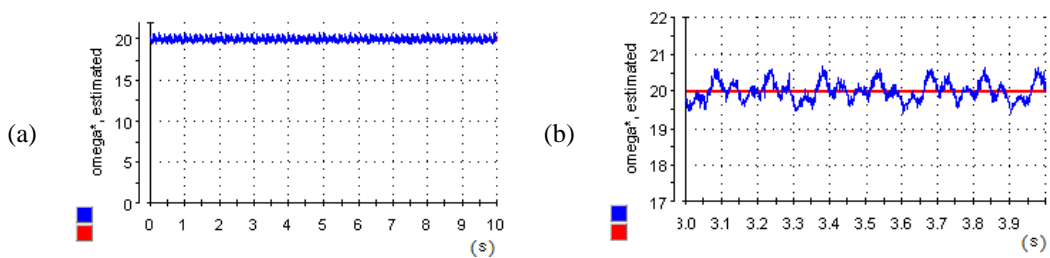 (a)
omega*, estimated
20
15
10
5
0
0 1 2 3 4 5 6 7 8 9 10
(s)
(b)
omega*, estimated
22
21
20
19
18
17
3.0 3.1 3.2 3.3 3.4 3.5 3.6 3.7 3.8 3.9
(s)